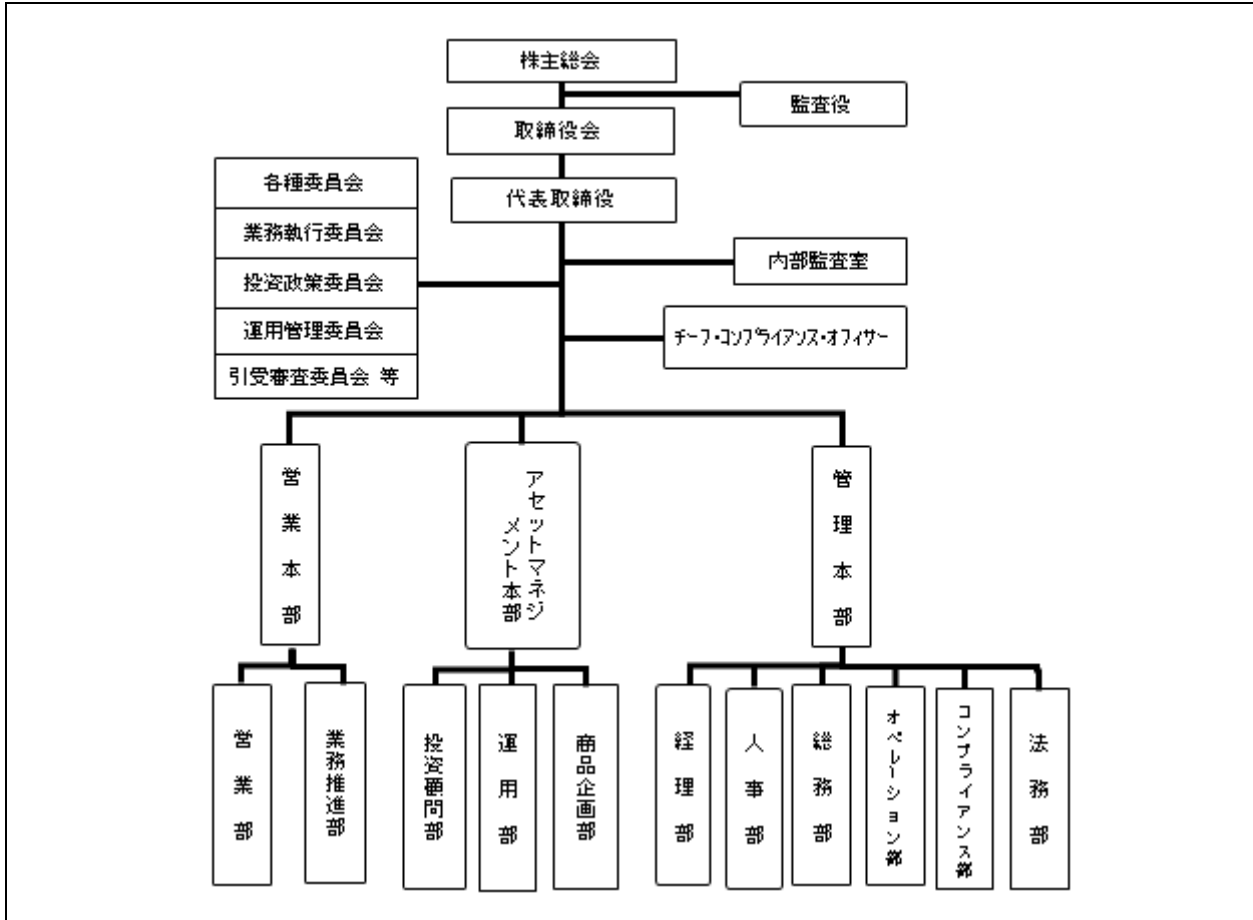 株主総会
監査役
取締役会
代表取締役
各種委員会
業務執行委員会
投資政策委員会
運用管理委員会
引受審査委員会 等
内部監査室
チーフ・コンプライアンス・オフィサー
営業本部
アセットマネジ
メント本部
管理本部
営業部
業務推進部
投資顧問部
運用部
商品企画部
経理部
人事部
総務部
オペレーション部
コンプライアンス部
法務部